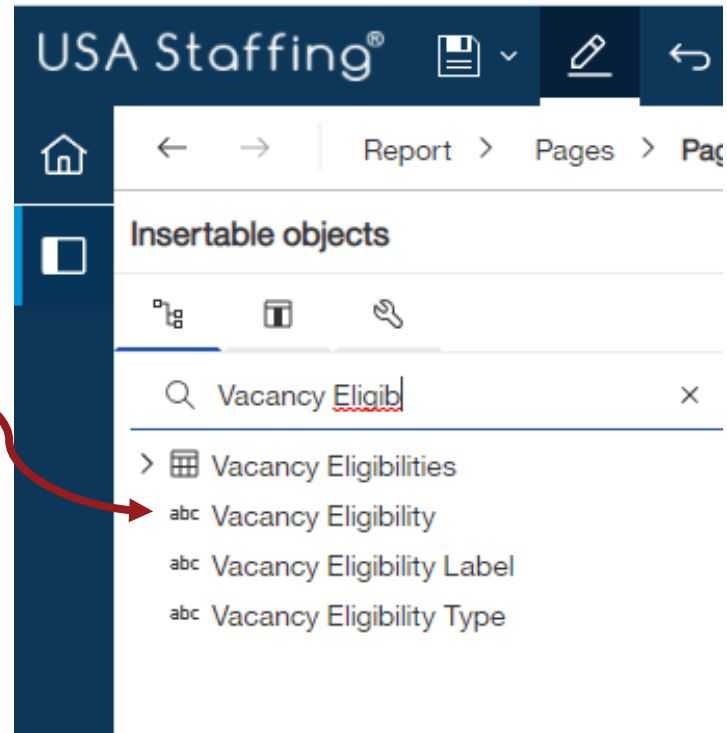 USA Staffing®
Report > Pages > Pag
Insertable objects
Vacancy Eligib
Vacancy Eligibilities
abc Vacancy Eligibility
abc Vacancy Eligibility Label
abc Vacancy Eligibility Type